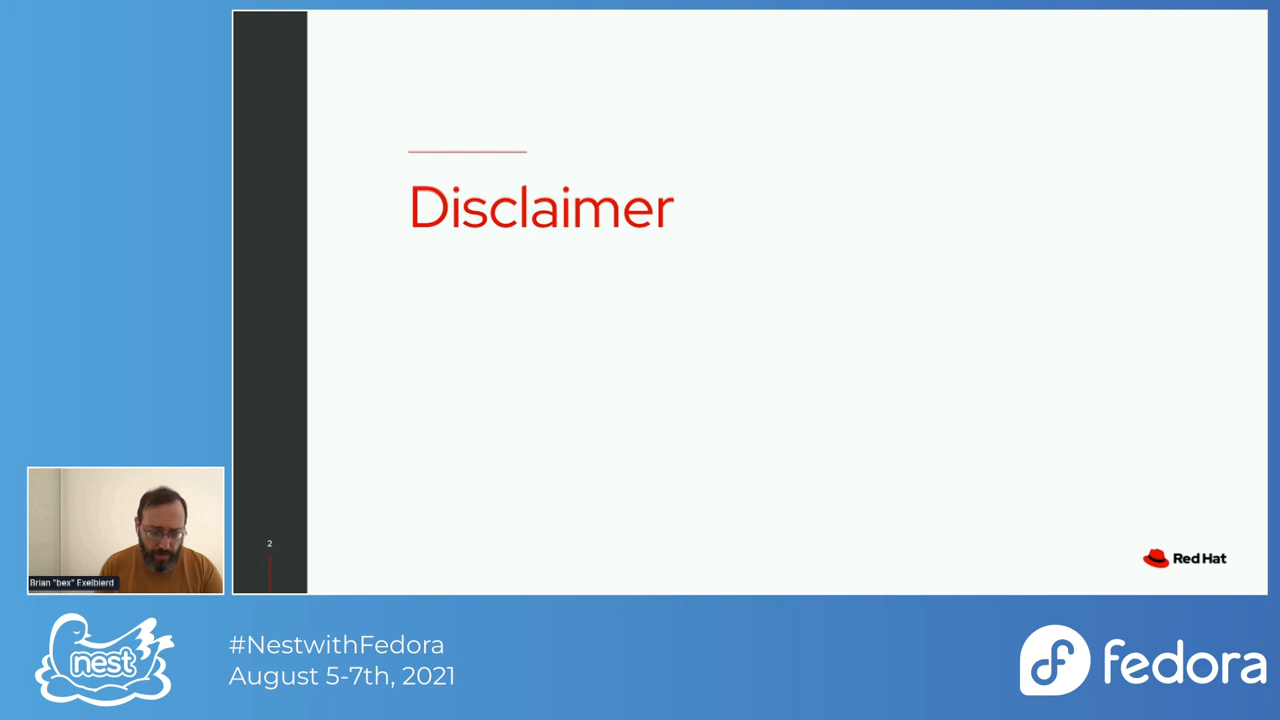 Disclaimer
2
Red Hat
Brian "bex" Exelbierd
nest
#NestwithFedora
August 5-7th, 2021
fedora